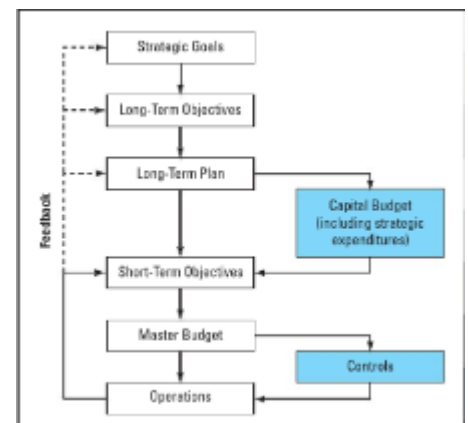 Strategic Goals
Long-Term Objectives
Long-Term Plan
Capital Budget
(including strategic
expenditures)
Feedback
Short-Term Objectives
Master Budget
Controls
Operations